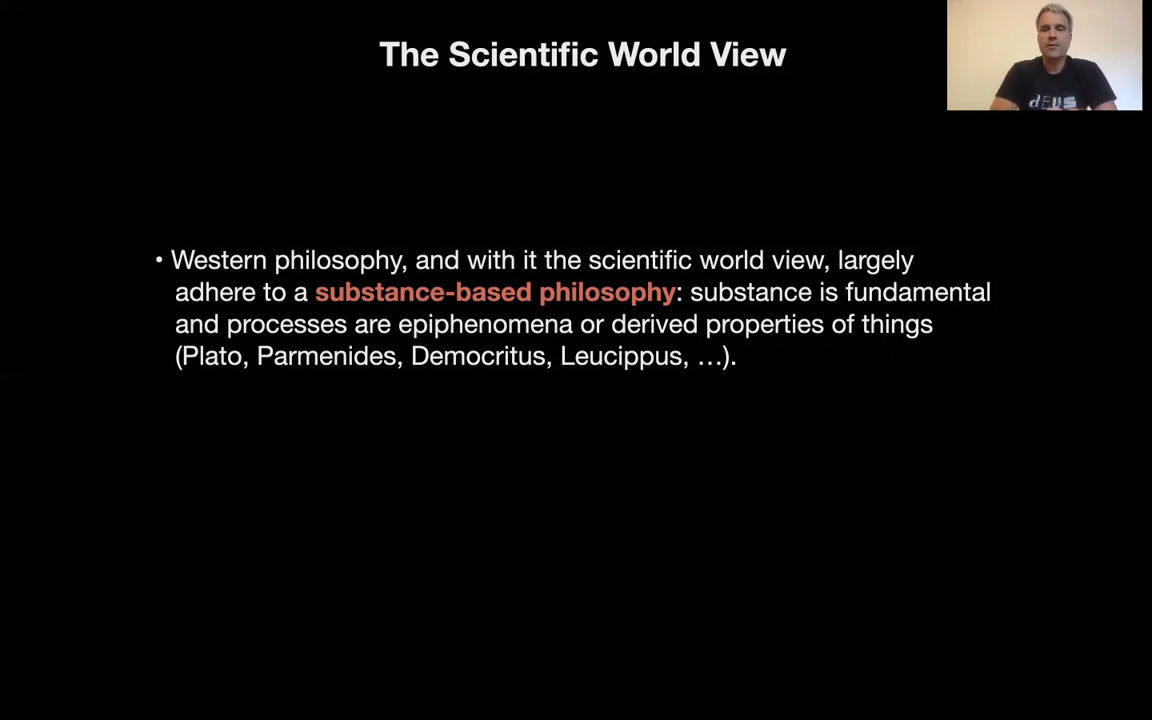 The Scientific World View
• Western philosophy, and with it the scientific world view, largely
adhere to a substance-based philosophy: substance is fundamental
and processes are epiphenomena or derived properties of things
(Plato, Parmenides, Democritus, Leucippus, …).
dEUS